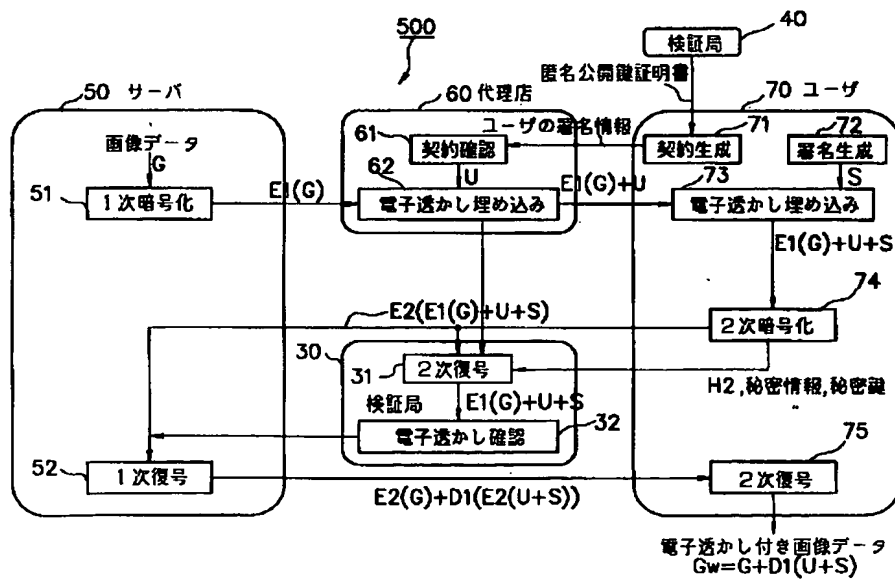 500
検証局
40
匿名公開鍵証明書
50 サーバ
60 代理店
70 ユーザ
ユーザの署名情報
画像データ
G
61
契約確認
71
契約生成
72
署名生成
51
1次暗号化
E1(G)
62
U
電子透かし埋め込み
E1(G)+U
73
S
電子透かし埋め込み
E1(G)+U+S
74
E2(E1(G)+U+S)
2次暗号化
30
31
2次復号
H2,秘密情報,秘密鍵
検証局
E1(G)+U+S
32
電子透かし確認
75
52
1次復号
2次復号
E2(G)+D1(E2(U+S))
電子透かし付き画像データ
Gw=G+D1(U+S)